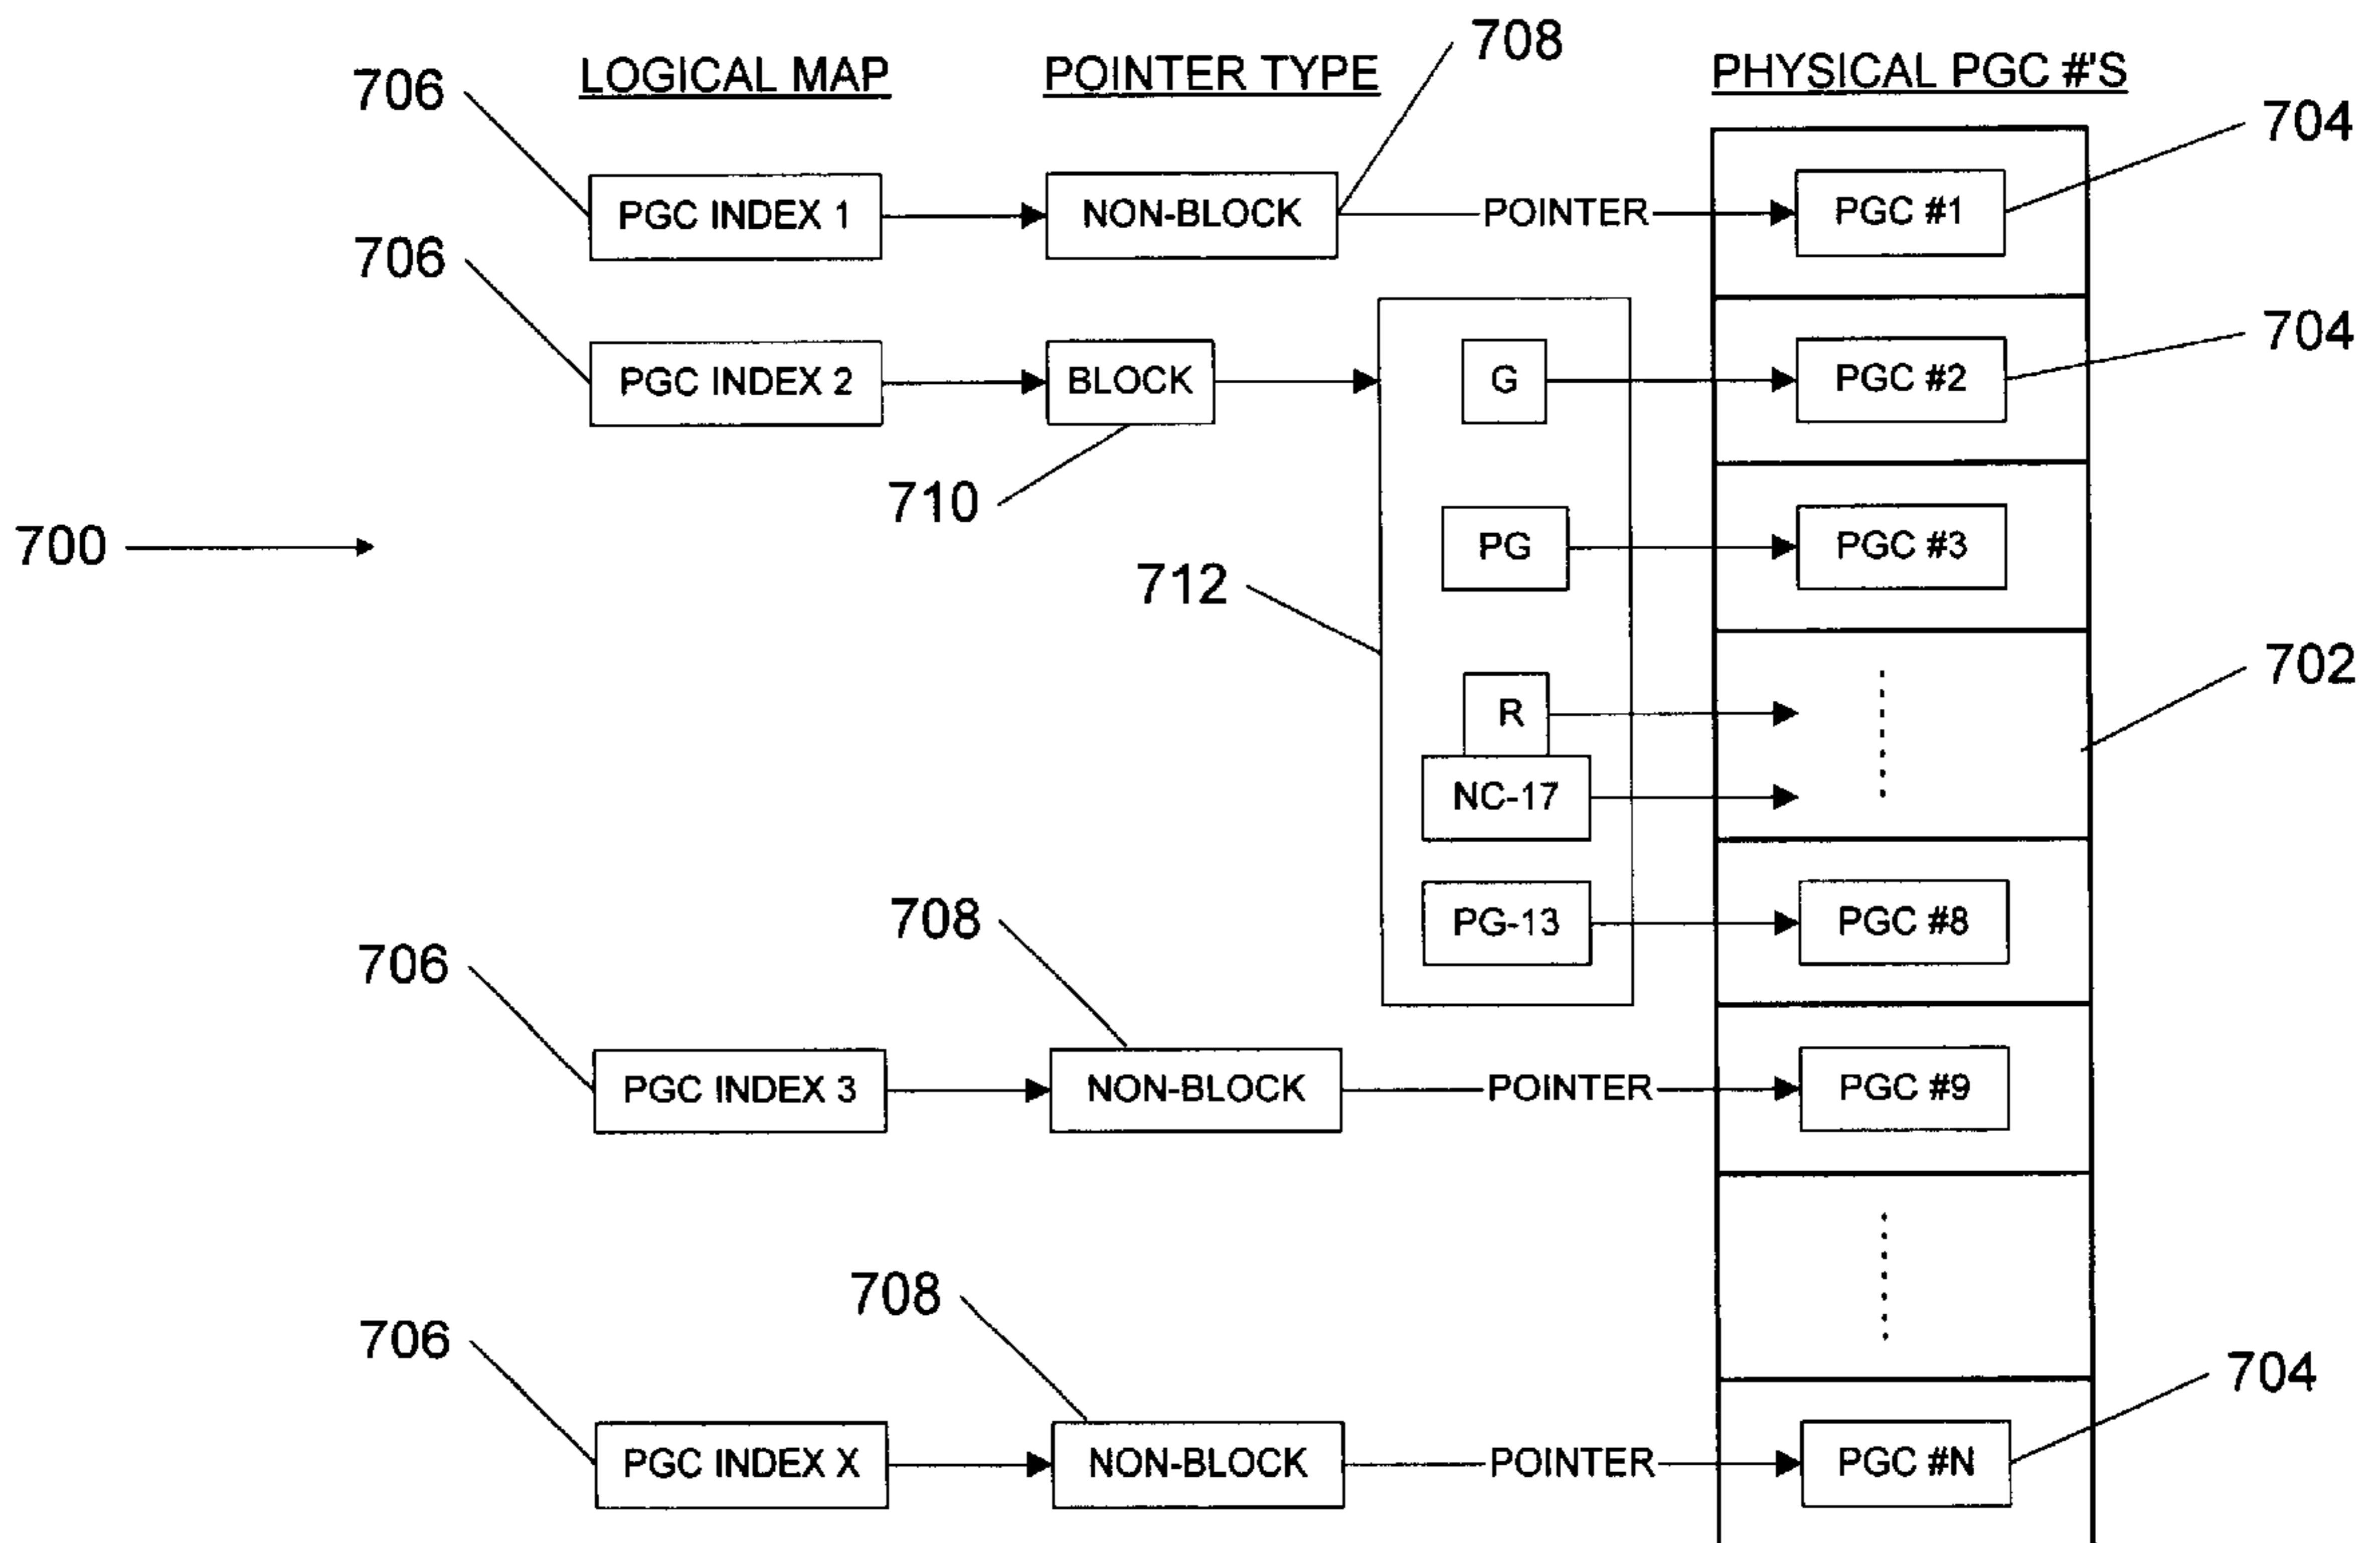 708
LOGICAL MAP POINTER TYPE PHYSICAL PGC #'S
706 704
PGC INDEX 1 NON-BLOCK POINTER PGC #1
706
704
PGC INDEX 2 BLOCK G PGC #2
710
700 PG PGC #3
712
702
R
NC-17
708 PG-13 PGC #8
706
PGC INDEX 3 NON-BLOCK POINTER PGC #9
708
706 704
PGC INDEX X NON-BLOCK POINTER PGC #N